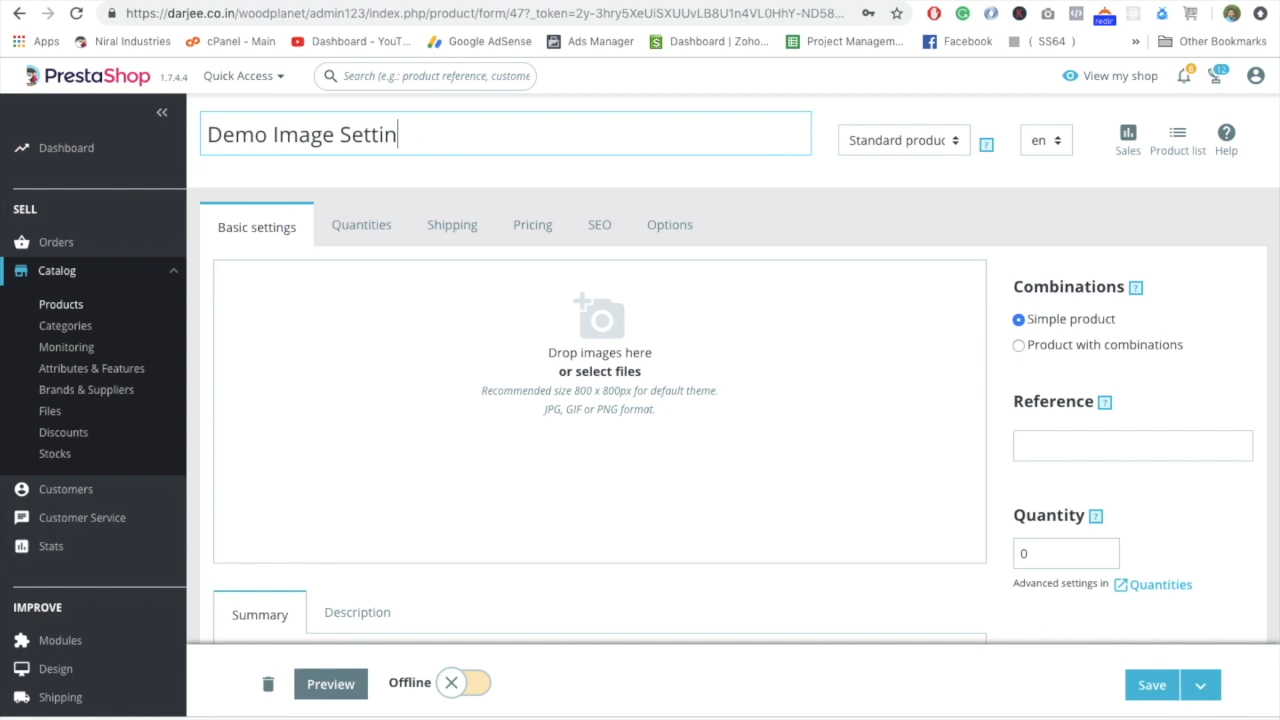 https://darjee.co.in/woodplanet/admin123/index.php/product/form/47?_token=2y-3hry5XeUiSXUUvLB8U1n4VL0HhY-ND58...
redir
Apps
Niral Industries
cPanel - Main
Dashboard - YouT...
Google AdSense
Ads Manager
Dashboard | Zoho...
Project Managem...
Facebook
( SS64 )
»
Other Bookmarks
PrestaShop 1.7.4.4
Quick Access
Search (e.g.: product reference, custome
View my shop
6
12
Demo Image Settin
Standard produc
?
en
Sales
Product list
Help
Dashboard
SELL
Orders
Catalog
Products
Categories
Monitoring
Attributes & Features
Brands & Suppliers
Files
Discounts
Stocks
Customers
Customer Service
Stats
IMPROVE
Modules
Design
Shipping
Basic settings
Quantities
Shipping
Pricing
SEO
Options
Drop images here
or select files
Recommended size 800 x 800px for default theme.
JPG, GIF or PNG format.
Combinations ?
Simple product
Product with combinations
Reference ?
Quantity ?
0
Advanced settings in Quantities
Summary
Description
Preview
Offline
Save